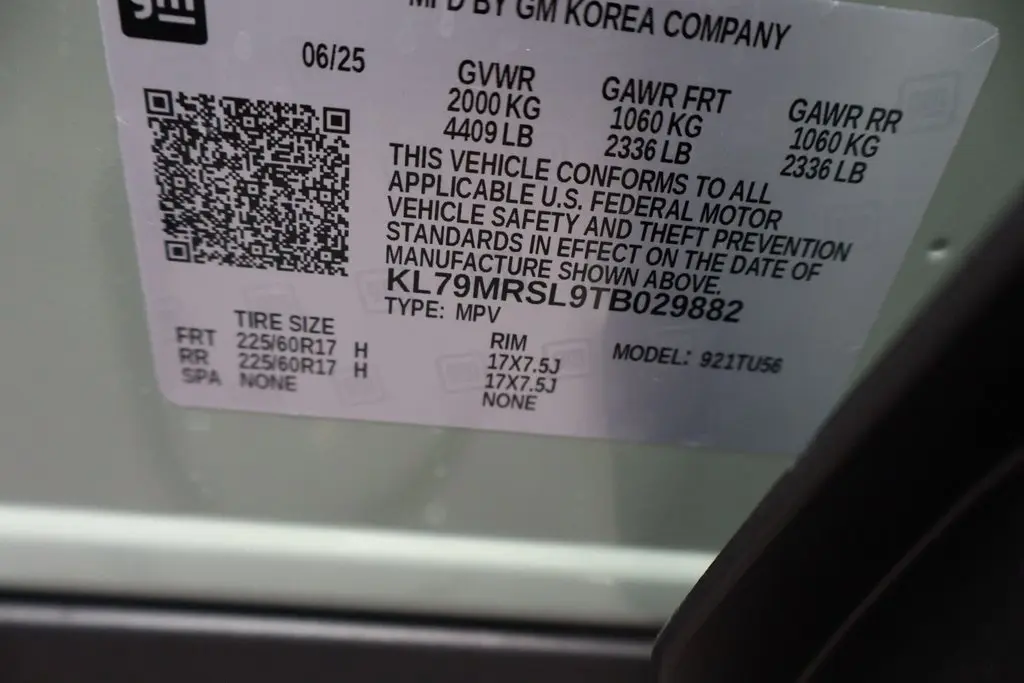 gm
MFD BY GM KOREA COMPANY
06/25
GVWR GAWR FRT GAWR RR
2000 KG 1060 KG 1060 KG
4409 LB 2336 LB 2336 LB
THIS VEHICLE CONFORMS TO ALL
APPLICABLE U.S. FEDERAL MOTOR
VEHICLE SAFETY AND THEFT PREVENTION
STANDARDS IN EFFECT ON THE DATE OF
MANUFACTURE SHOWN ABOVE.
KL79MRSL9TB029882
TYPE: MPV
TIRE SIZE RIM MODEL: 921TU56
FRT 225/60R17 H 17X7.5J
RR 225/60R17 H 17X7.5J
SPA NONE NONE